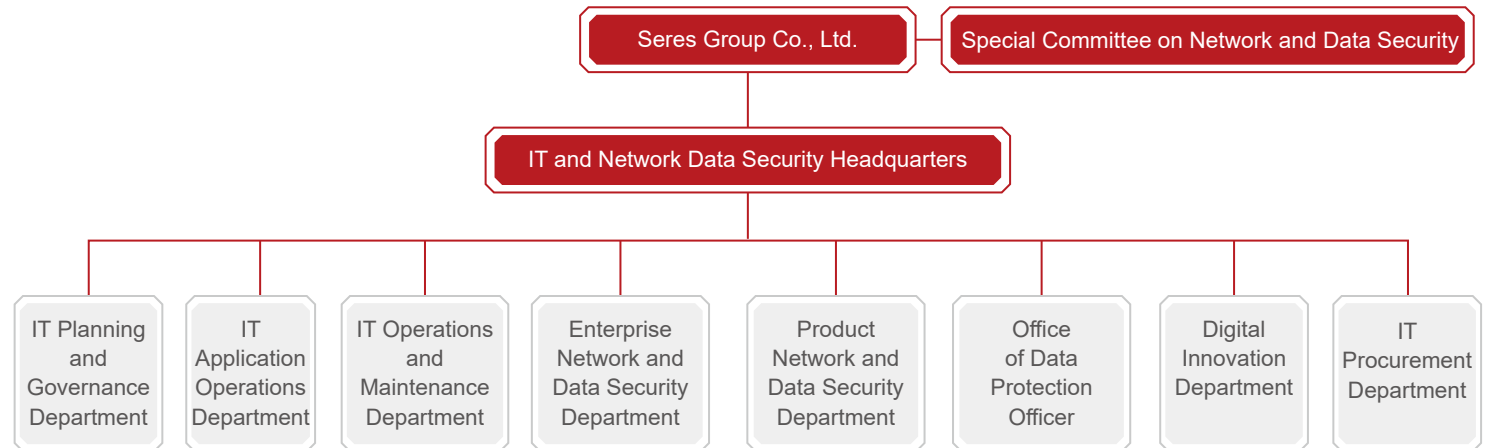 Seres Group Co., Ltd.
Special Committee on Network and Data Security
IT and Network Data Security Headquarters
IT Planning
and
Governance
Department
IT
Application
Operations
Department
IT Operations
and
Maintenance
Department
Enterprise
Network and
Data Security
Department
Product
Network and
Data Security
Department
Office
of Data
Protection
Officer
Digital
Innovation
Department
IT
Procurement
Department